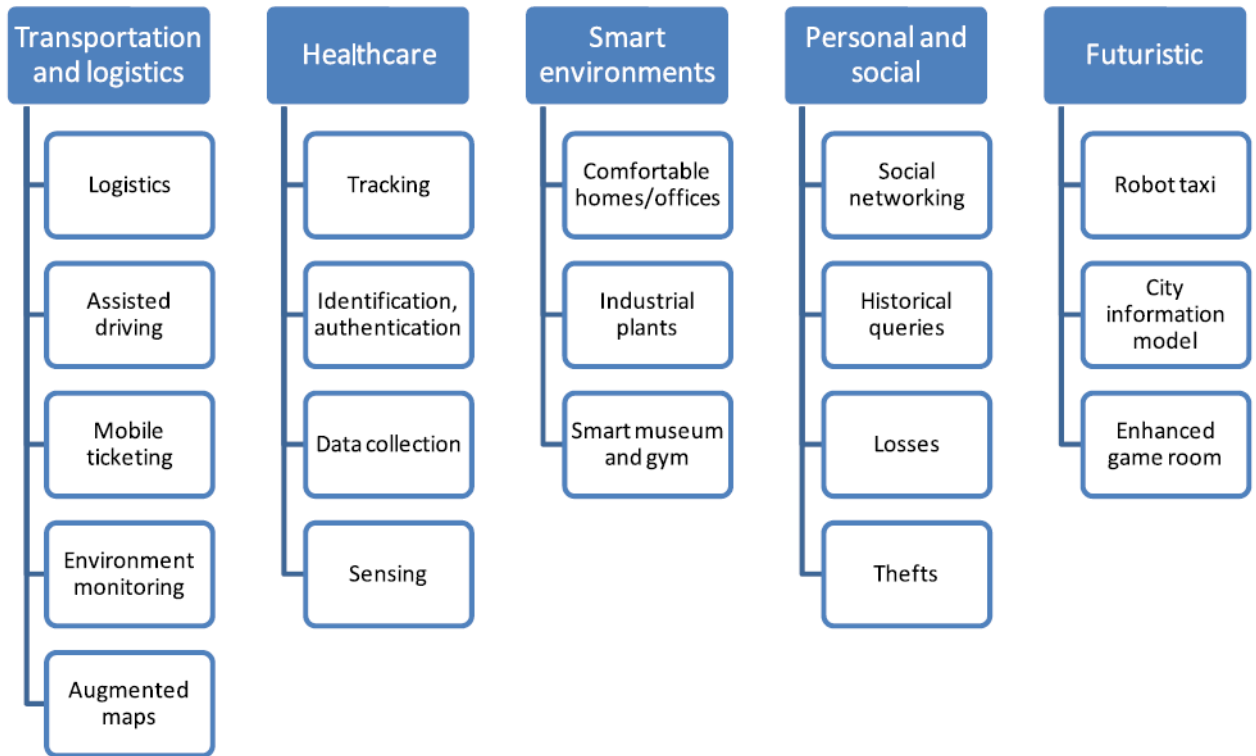 Transportation
and logistics
Logistics
Assisted
driving
Mobile
ticketing
Environment
monitoring
Augmented
maps
Healthcare
Tracking
Identification,
authentication
Data collection
Sensing
Smart
environments
Comfortable
homes/offices
Industrial
plants
Smart museum
and gym
Personal and
social
Social
networking
Historical
queries
Losses
Thefts
Futuristic
Robot taxi
City
information
model
Enhanced
game room